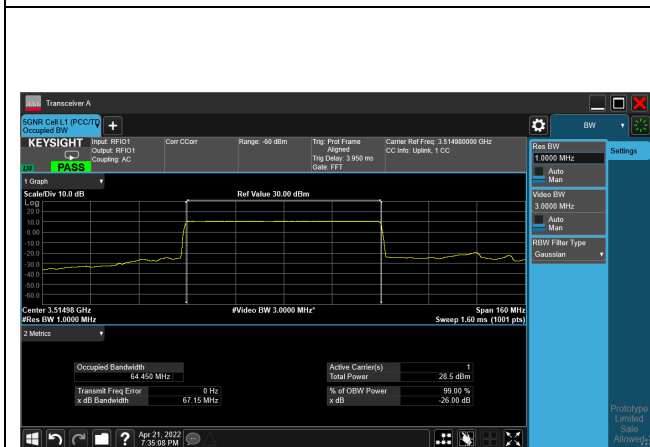 Transceiver A
5GNR Cell L1 (PCC/TD
Occupied BW
BW
KEYSIGHT
Input: RFIO1
Output: RFIO1
Coupling: AC
Corr CCorr
Range: -60 dBm
Trig: Prot Frame
Aligned
Trig Delay: 3.950 ms
Gate: FFT
Carrier Ref Freq: 3.514980000 GHz
CC Info: Uplink, 1 CC
PASS
Res BW
1.0000 MHz
Auto
Man
Settings
1 Graph
Scale/Div 10.0 dB
Ref Value 30.00 dBm
Log
20.0
10.0
0.00
-10.0
-20.0
-30.0
-40.0
-50.0
-60.0
Video BW
3.0000 MHz
Auto
Man
RBW Filter Type
Gaussian
Center 3.51498 GHz
#Video BW 3.0000 MHz*
Span 160 MHz
#Res BW 1.0000 MHz
Sweep 1.60 ms (1001 pts)
2 Metrics
Occupied Bandwidth
64.450 MHz
Active Carrier(s) 1
Total Power 28.5 dBm
Transmit Freq Error 0 Hz
x dB Bandwidth 67.15 MHz
% of OBW Power 99.00 %
x dB -26.00 dB
Prototype
Limited
Sale
Allowed
?
Apr 21, 2022
7:35:08 PM